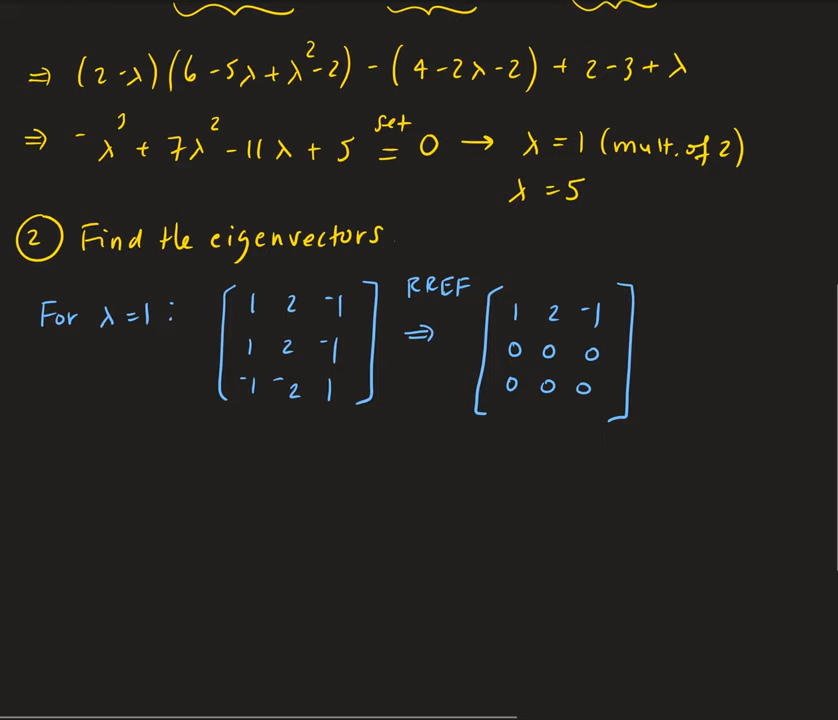 ⇒ (2-λ)(6-5λ+λ²-2) - (4-2λ-2) + 2-3+λ
⇒ -λ³ + 7λ² - 11λ + 5 set = 0 → λ = 1 (mult. of 2)
λ = 5
② Find the eigenvectors.
For λ=1: [1 2 -1 RREF ⇒ [1 2 -1
1 2 -1 0 0 0
-1 -2 1] 0 0 0]